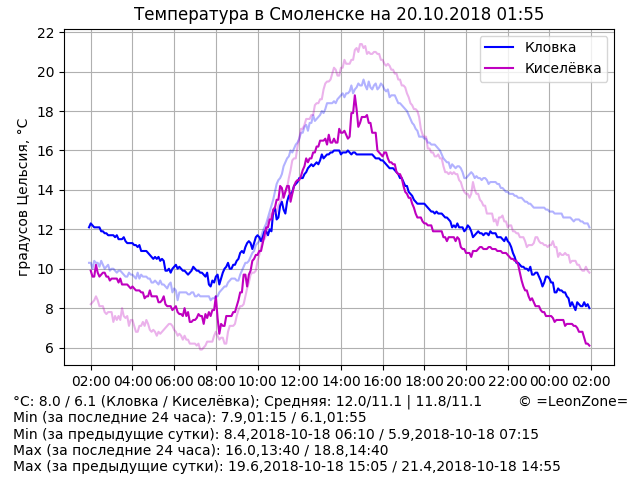 Температура в Смоленске на 20.10.2018 01:55
градусов Цельсия, °C
22
20
18
16
14
12
10
8
6
Кловка
Киселёвка
02:00 04:00 06:00 08:00 10:00 12:00 14:00 16:00 18:00 20:00 22:00 00:00 02:00
°C: 8.0 / 6.1 (Кловка / Киселёвка); Средняя: 12.0/11.1 | 11.8/11.1 © =LeonZone=
Min (за последние 24 часа): 7.9,01:15 / 6.1,01:55
Min (за предыдущие сутки): 8.4,2018-10-18 06:10 / 5.9,2018-10-18 07:15
Max (за последние 24 часа): 16.0,13:40 / 18.8,14:40
Max (за предыдущие сутки): 19.6,2018-10-18 15:05 / 21.4,2018-10-18 14:55